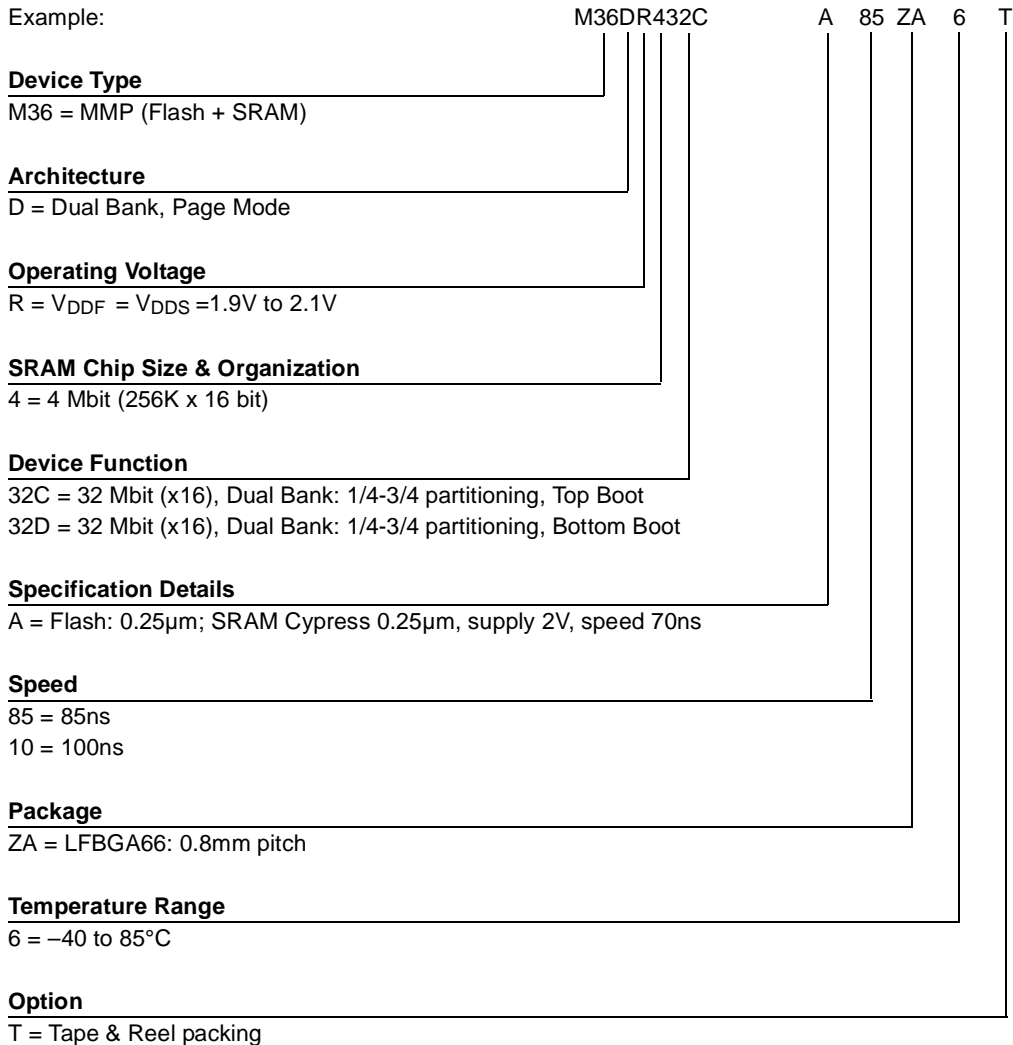 Example: M36DR432C A 85 ZA 6 T
Device Type
M36 = MMP (Flash + SRAM)
Architecture
D = Dual Bank, Page Mode
Operating Voltage
R = VDDF = VDDS =1.9V to 2.1V
SRAM Chip Size & Organization
4 = 4 Mbit (256K x 16 bit)
Device Function
32C = 32 Mbit (x16), Dual Bank: 1/4-3/4 partitioning, Top Boot
32D = 32 Mbit (x16), Dual Bank: 1/4-3/4 partitioning, Bottom Boot
Specification Details
A = Flash: 0.25µm; SRAM Cypress 0.25µm, supply 2V, speed 70ns
Speed
85 = 85ns
10 = 100ns
Package
ZA = LFBGA66: 0.8mm pitch
Temperature Range
6 = –40 to 85°C
Option
T = Tape & Reel packing